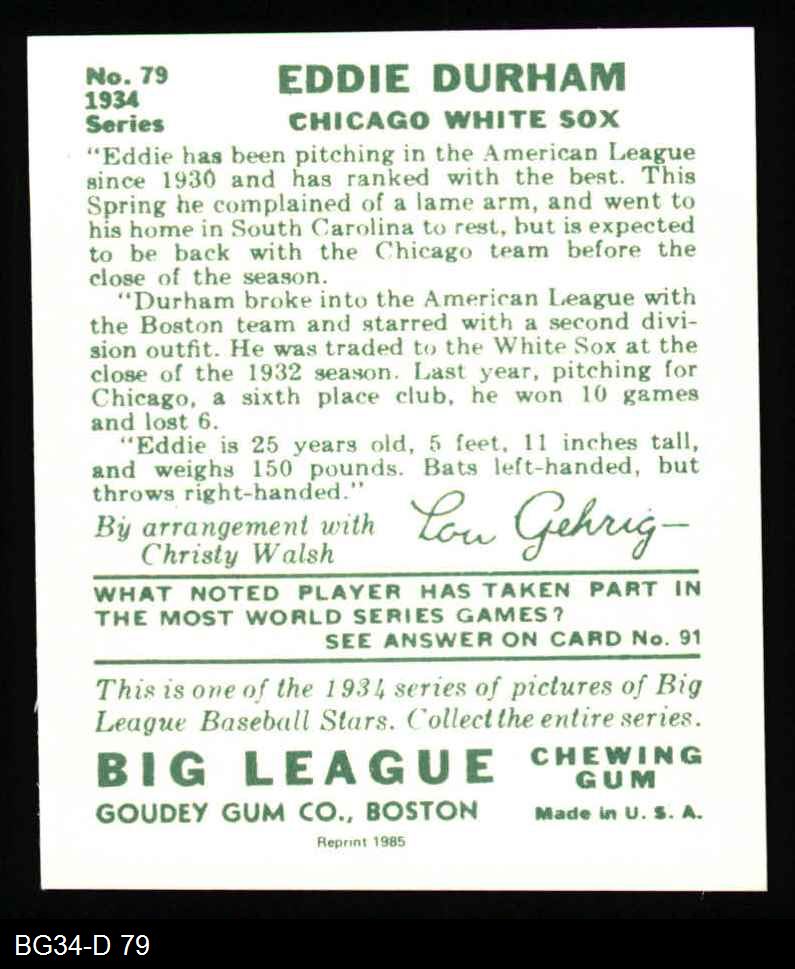 No. 79
1934
Series
EDDIE DURHAM
CHICAGO WHITE SOX
"Eddie has been pitching in the American League
since 1930 and has ranked with the best. This
Spring he complained of a lame arm, and went to
his home in South Carolina to rest, but is expected
to be back with the Chicago team before the
close of the season.
"Durham broke into the American League with
the Boston team and starred with a second divi-
sion outfit. He was traded to the White Sox at the
close of the 1932 season. Last year, pitching for
Chicago, a sixth place club, he won 10 games
and lost 6.
"Eddie is 25 years old, 5 feet, 11 inches tall,
and weighs 150 pounds. Bats left-handed, but
throws right-handed."
By arrangement with
Christy Walsh
Lou Gehrig
WHAT NOTED PLAYER HAS TAKEN PART IN
THE MOST WORLD SERIES GAMES?
SEE ANSWER ON CARD No. 91
This is one of the 1934 series of pictures of Big
League Baseball Stars. Collect the entire series.
BIG LEAGUE
CHEWING
GUM
GOUDEY GUM CO., BOSTON
Made in U. S. A.
Reprint 1985
BG34-D 79